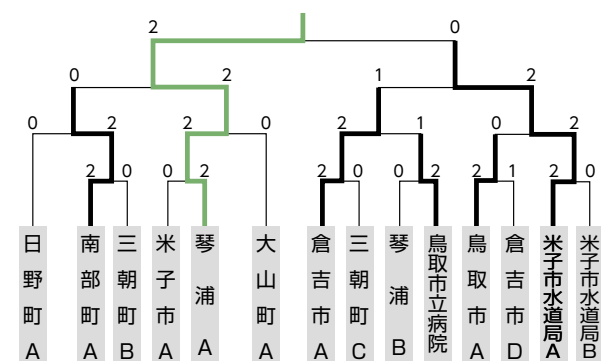 2 0
0 2 1 2
0 2 2 0 2 1 0 2
2 0 0 2 2 0 0 2 2 1 2 0
日野町A
南部町A
三朝町B
米子市A
琴浦A
大山町A
倉吉市A
三朝町C
琴浦B
鳥取市立病院
鳥取市A
倉吉市D
米子市水道局A
米子市水道局B